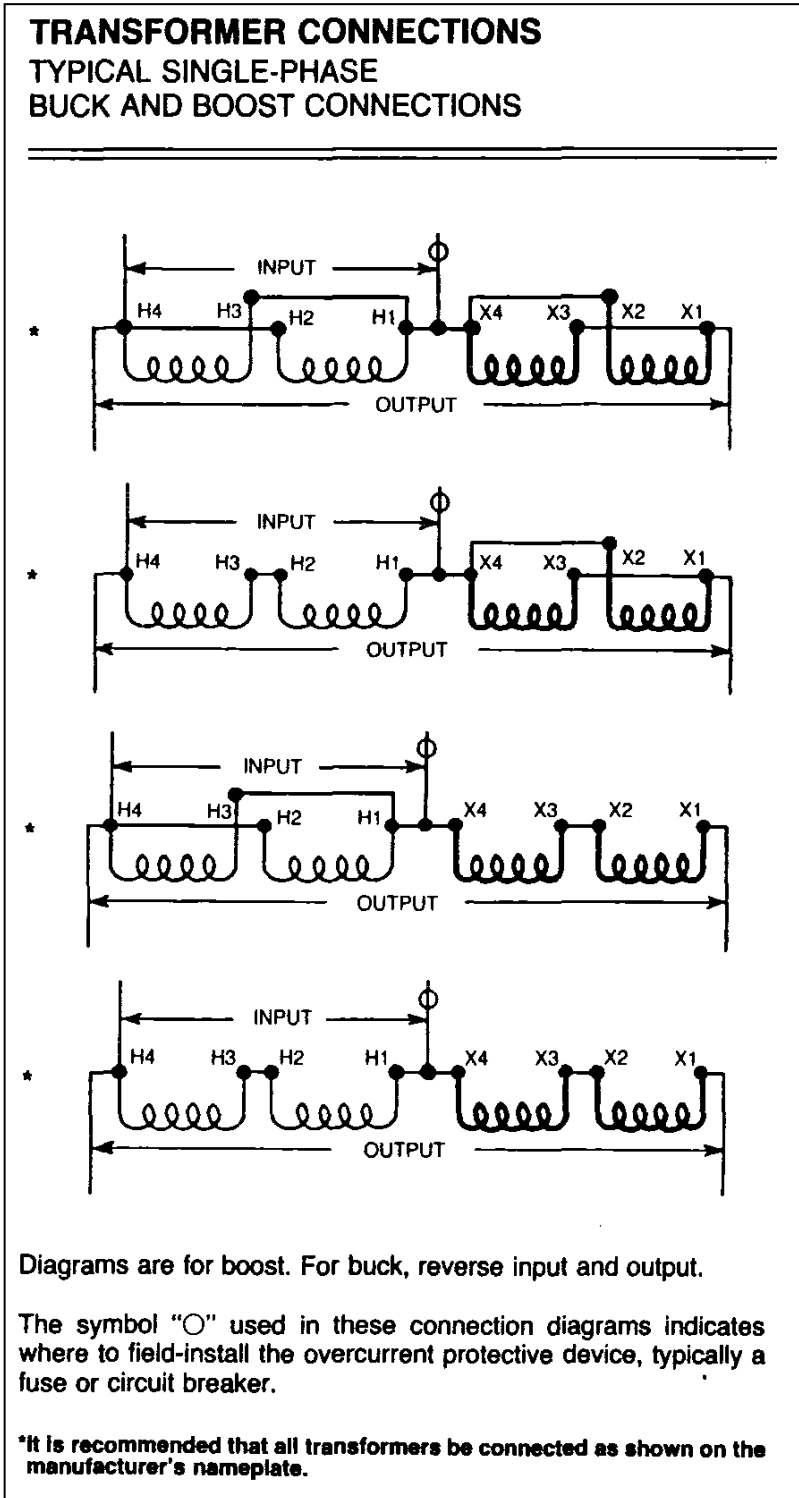 TRANSFORMER CONNECTIONS
TYPICAL SINGLE-PHASE
BUCK AND BOOST CONNECTIONS
INPUT
H4 H3 H2 H1 X4 X3 X2 X1
*
OUTPUT
INPUT
H4 H3 H2 H1 X4 X3 X2 X1
*
OUTPUT
INPUT
H4 H3 H2 H1 X4 X3 X2 X1
*
OUTPUT
INPUT
H4 H3 H2 H1 X4 X3 X2 X1
*
OUTPUT
Diagrams are for boost. For buck, reverse input and output.
The symbol “○” used in these connection diagrams indicates
where to field-install the overcurrent protective device, typically a
fuse or circuit breaker.
*It is recommended that all transformers be connected as shown on the
manufacturer's nameplate.